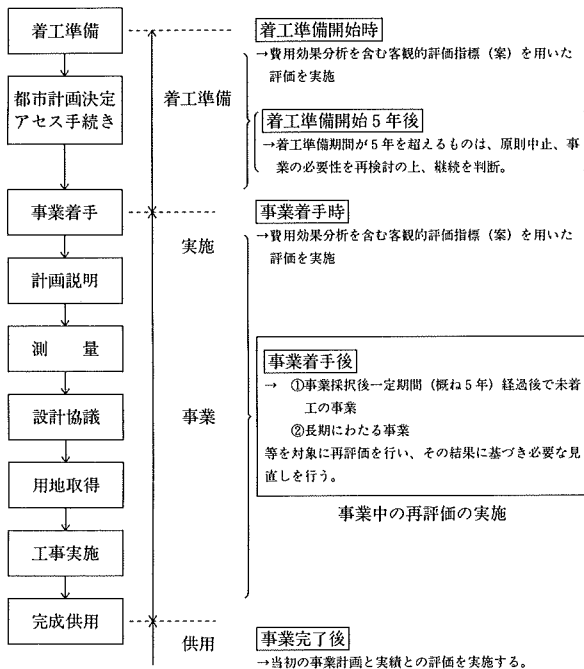 着工準備
都市計画決定
アセス手続き
事業着手
計画説明
測　量
設計協議
用地取得
工事実施
完成供用
着工準備
実施
事業
供用
着工準備開始時
→費用効果分析を含む客観的評価指標（案）を用いた
評価を実施
着工準備開始５年後
→着工準備期間が５年を超えるものは、原則中止、事
業の必要性を再検討の上、継続を判断。
事業着手時
→費用効果分析を含む客観的評価指標（案）を用いた
評価を実施
事業着手後
→　①事業採択後一定期間（概ね５年）経過後で未着
工の事業
②長期にわたる事業
等を対象に再評価を行い、その結果に基づき必要な見
直しを行う。
事業中の再評価の実施
事業完了後
→当初の事業計画と実績との評価を実施する。